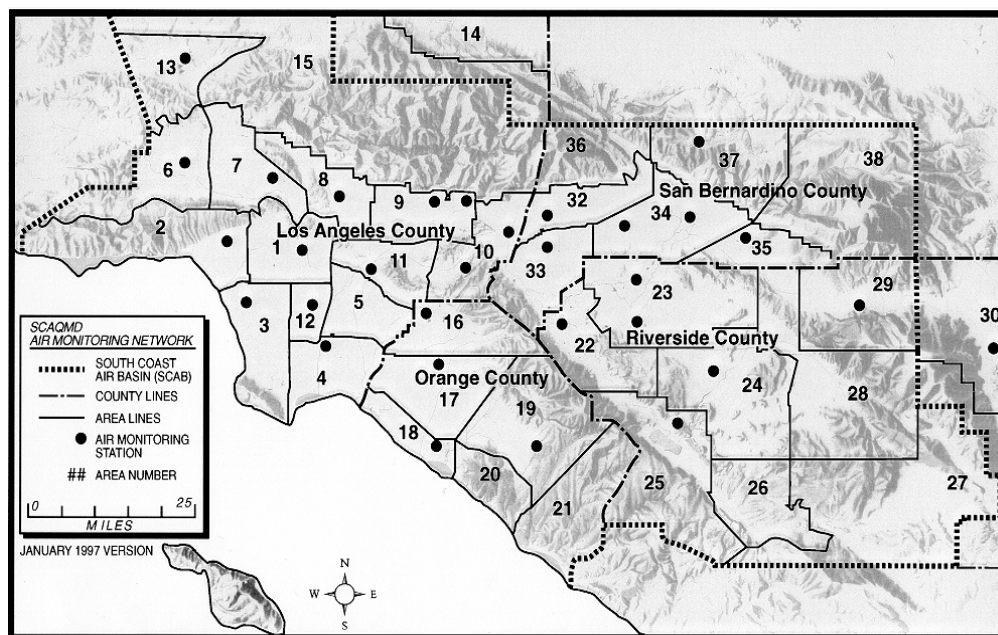 14
13
15
36
37
38
6
7
8
9
32
San Bernardino County
34
2
1
Los Angeles County
10
35
11
33
23
29
5
3
12
16
30
22
Riverside County
4
24
28
Orange County
17
19
18
20
21
25
26
27
SCAQMD
AIR MONITORING NETWORK
SOUTH COAST
AIR BASIN (SCAB)
COUNTY LINES
AREA LINES
AIR MONITORING
STATION
## AREA NUMBER
0 25
MILES
JANUARY 1997 VERSION
N
W E
S